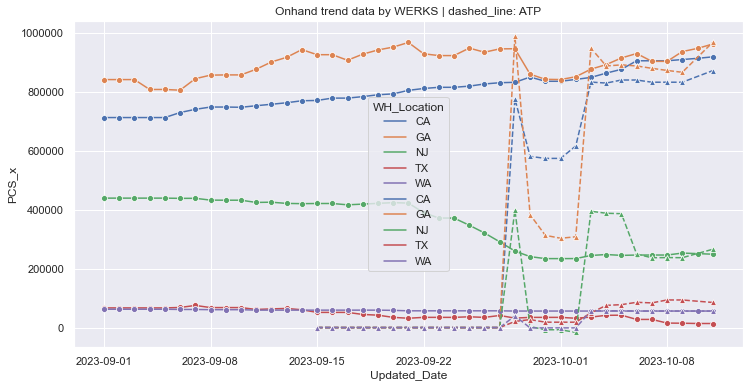 Onhand trend data by WERKS | dashed_line: ATP
1000000
800000
600000
400000
200000
0
PCS_x
WH_Location
CA
GA
NJ
TX
WA
CA
GA
NJ
TX
WA
2023-09-01
2023-09-08
2023-09-15
2023-09-22
2023-10-01
2023-10-08
Updated_Date